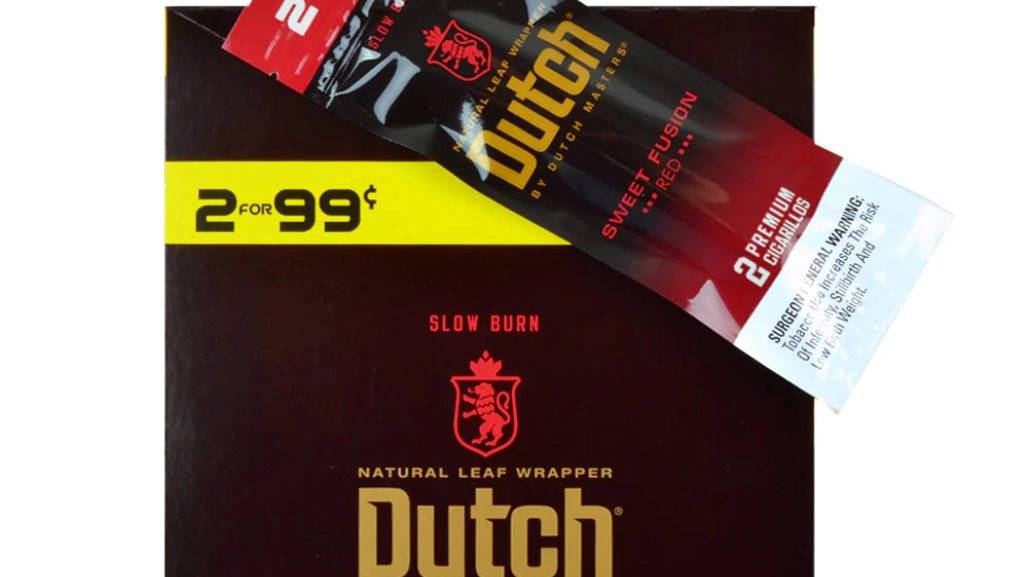 2
SLOW
NATURAL LEAF WRAPPER
Dutch®
BY DUTCH MASTERS®
SWEET FUSION
... RED ...
2 PREMIUM
CIGARILLOS
SURGEON GENERAL WARNING:
Tobacco Use Increases The Risk
Of Infertility, Stillbirth And
Low Birth Weight.
2 FOR 99¢
SLOW BURN
NATURAL LEAF WRAPPER
Dutch®